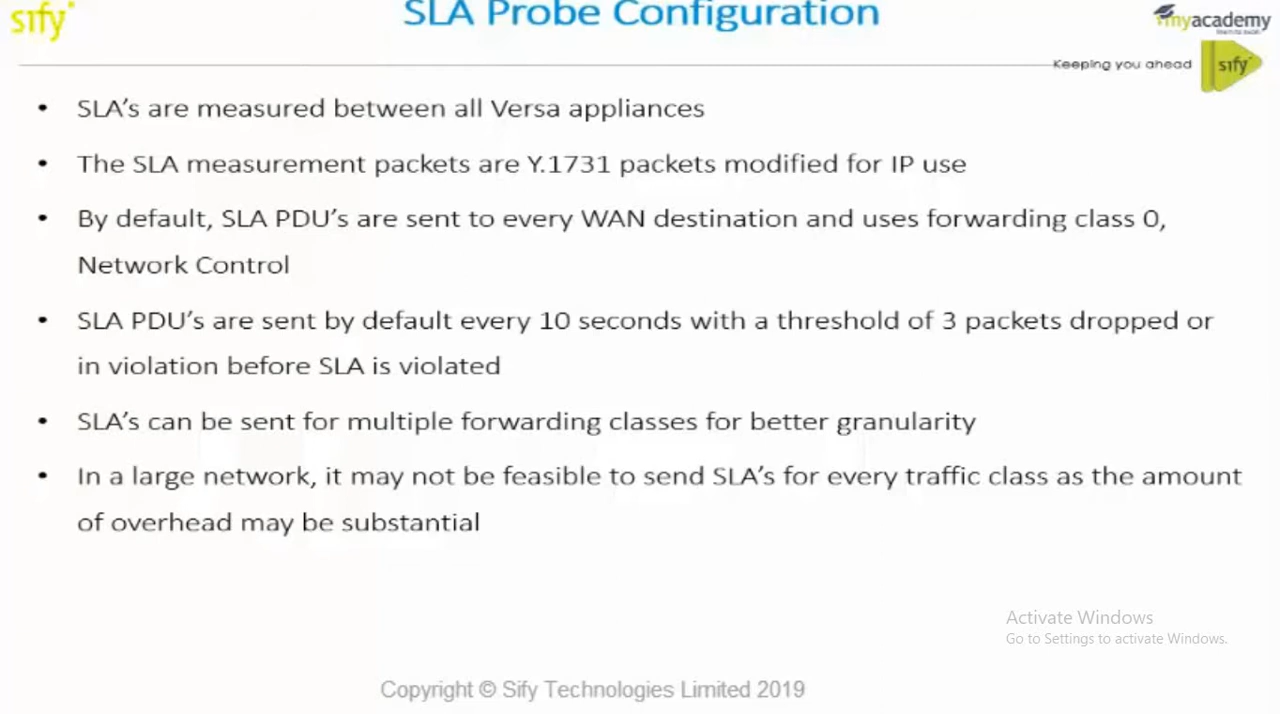 sify
SLA Probe Configuration
myacademy
Keeping you ahead
sify
• SLA’s are measured between all Versa appliances
• The SLA measurement packets are Y.1731 packets modified for IP use
• By default, SLA PDU’s are sent to every WAN destination and uses forwarding class 0,
Network Control
• SLA PDU’s are sent by default every 10 seconds with a threshold of 3 packets dropped or
in violation before SLA is violated
• SLA’s can be sent for multiple forwarding classes for better granularity
• In a large network, it may not be feasible to send SLA’s for every traffic class as the amount
of overhead may be substantial
Activate Windows
Go to Settings to activate Windows.
Copyright © Sify Technologies Limited 2019